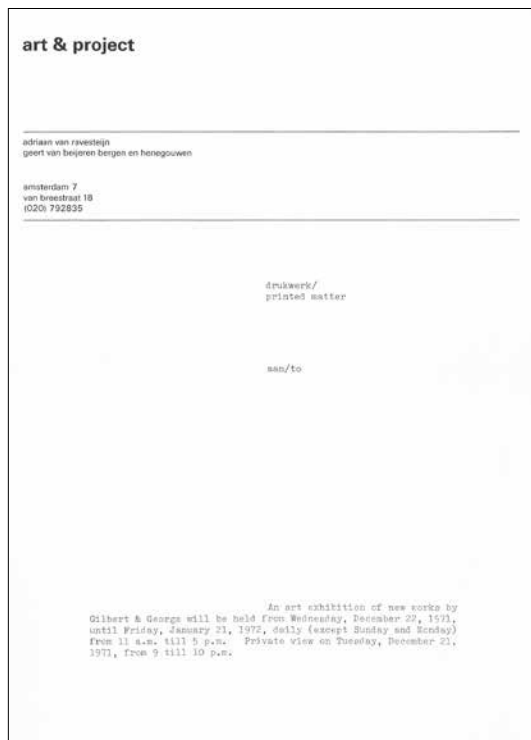 art & project
adriaan van ravesteijn
geert van beijeren bergen en henegouwen
amsterdam 7
van breestraat 18
(020) 792835
drukwerk/
printed matter
aan/to
An art exhibition of new works by
Gilbert & George will be held from Wednesday, December 22, 1971,
until Friday, January 21, 1972, daily (except Sunday and Monday)
from 11 a.m. till 5 p.m. Private view on Tuesday, December 21,
1971, from 9 till 10 p.m.